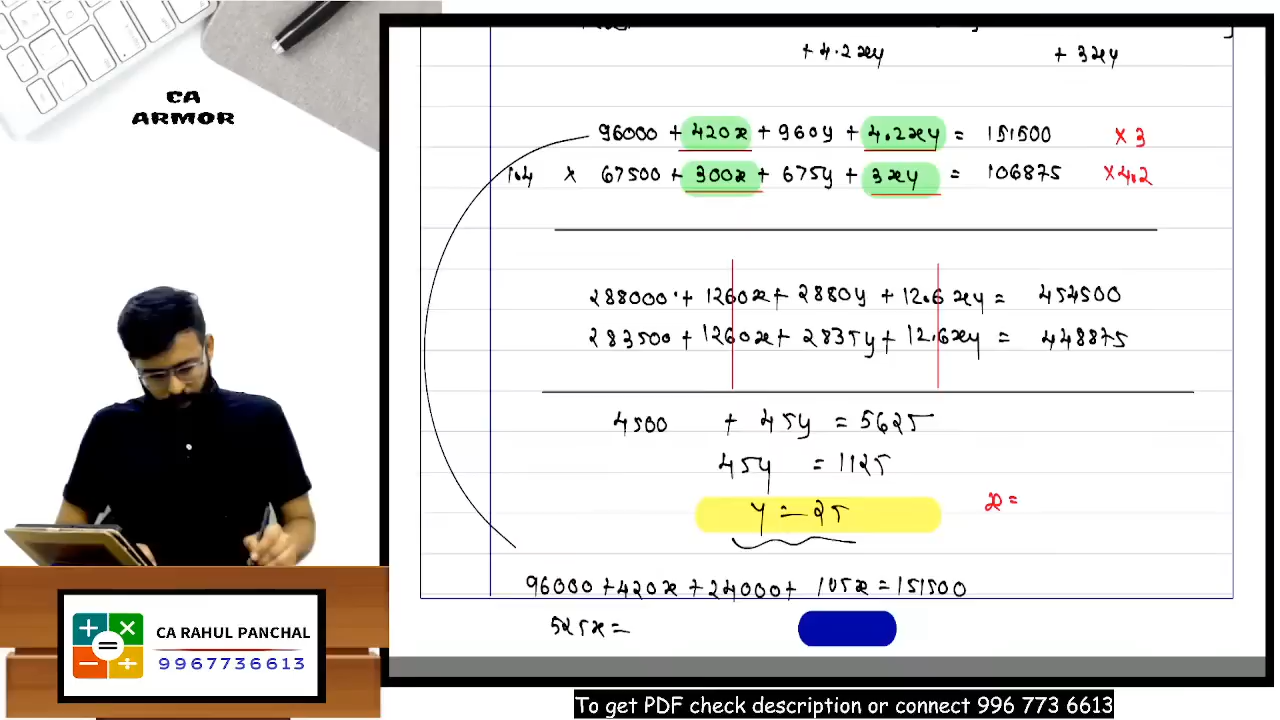 CA
ARMOR
+ 4.2xy + 3xy
96000 + 420x + 960y + 4.2xy = 151500 × 3
1.4 × 67500 + 300x + 675y + 3xy = 106875 × 4.2
288000 + 1260x + 2880y + 12.6xy = 454500
283500 + 1260x + 2835y + 12.6xy = 448875
4500 + 45y = 5625
45y = 1125
y = 25 x =
96000 + 420x + 24000 + 105x = 151500
525x =
CA RAHUL PANCHAL
9967736613
To get PDF check description or connect 996 773 6613